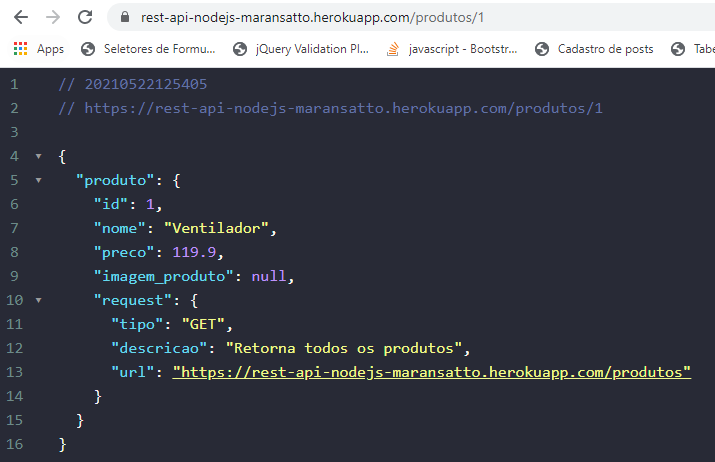 rest-api-nodejs-maransatto.herokuapp.com/produtos/1
Apps Seletores de Formu... jQuery Validation Pl... javascript - Bootstr... Cadastro de posts Tabe
1 // 20210522125405
2 // https://rest-api-nodejs-maransatto.herokuapp.com/produtos/1
3
4 {
5 "produto": {
6 "id": 1,
7 "nome": "Ventilador",
8 "preco": 119.9,
9 "imagem_produto": null,
10 "request": {
11 "tipo": "GET",
12 "descricao": "Retorna todos os produtos",
13 "url": "https://rest-api-nodejs-maransatto.herokuapp.com/produtos"
14 }
15 }
16 }